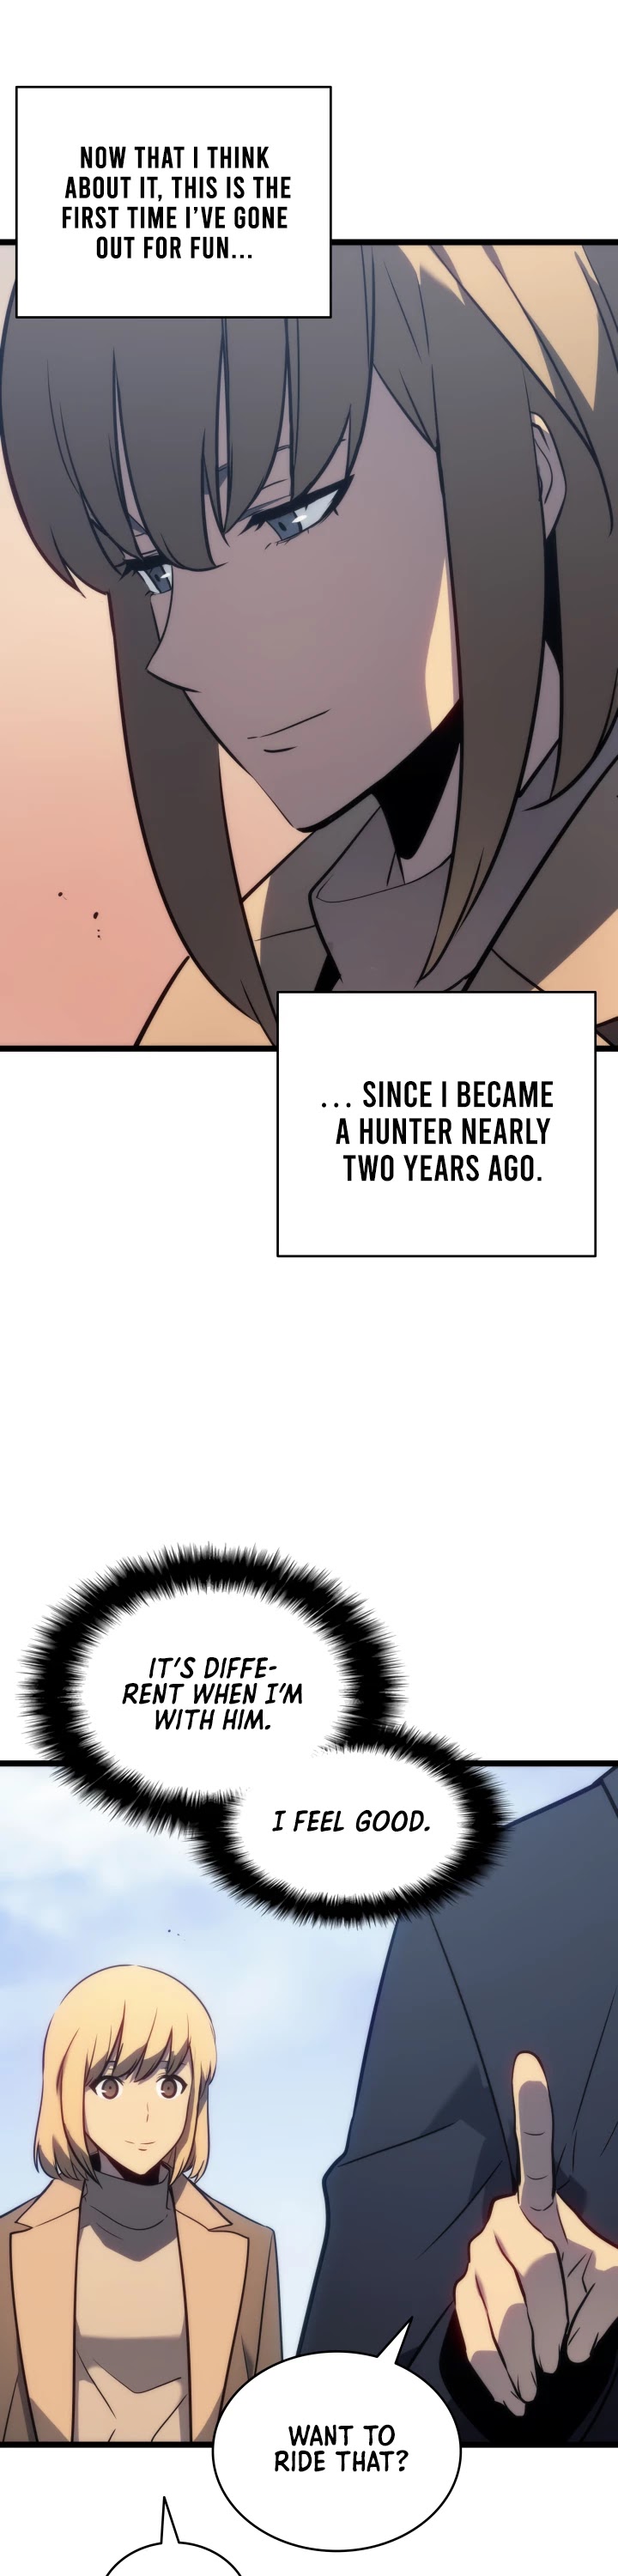 NOW THAT I THINK
ABOUT IT, THIS IS THE
FIRST TIME I'VE GONE
OUT FOR FUN...
... SINCE I BECAME
A HUNTER NEARLY
TWO YEARS AGO.
IT'S DIFFE-
RENT WHEN I'M
WITH HIM.
I FEEL GOOD.
WANT TO
RIDE THAT?